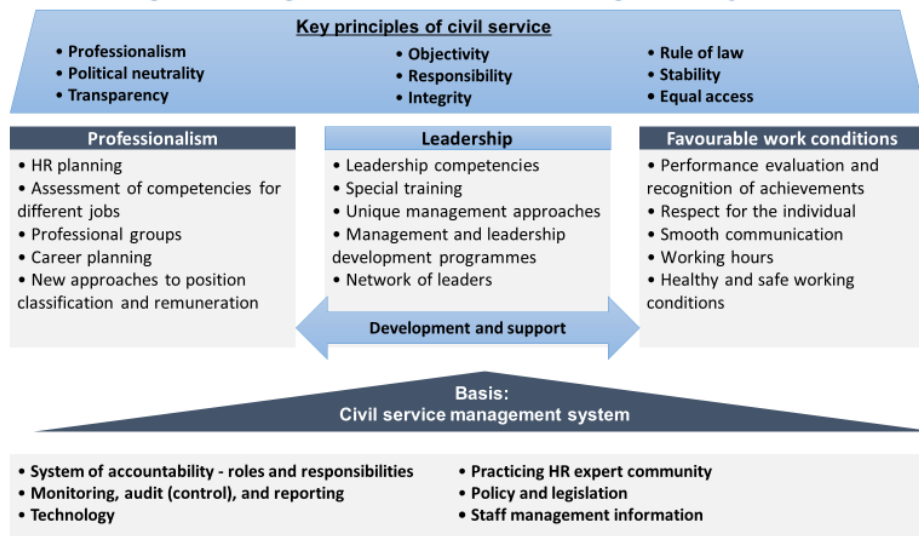 Key principles of civil service
• Professionalism
• Political neutrality
• Transparency
• Objectivity
• Responsibility
• Integrity
• Rule of law
• Stability
• Equal access
Professionalism
• HR planning
• Assessment of competencies for
different jobs
• Professional groups
• Career planning
• New approaches to position
classification and remuneration
Leadership
• Leadership competencies
• Special training
• Unique management approaches
• Management and leadership
development programmes
• Network of leaders
Favourable work conditions
• Performance evaluation and
recognition of achievements
• Respect for the individual
• Smooth communication
• Working hours
• Healthy and safe working
conditions
Development and support
Basis:
Civil service management system
• System of accountability - roles and responsibilities
• Monitoring, audit (control), and reporting
• Technology
• Practicing HR expert community
• Policy and legislation
• Staff management information